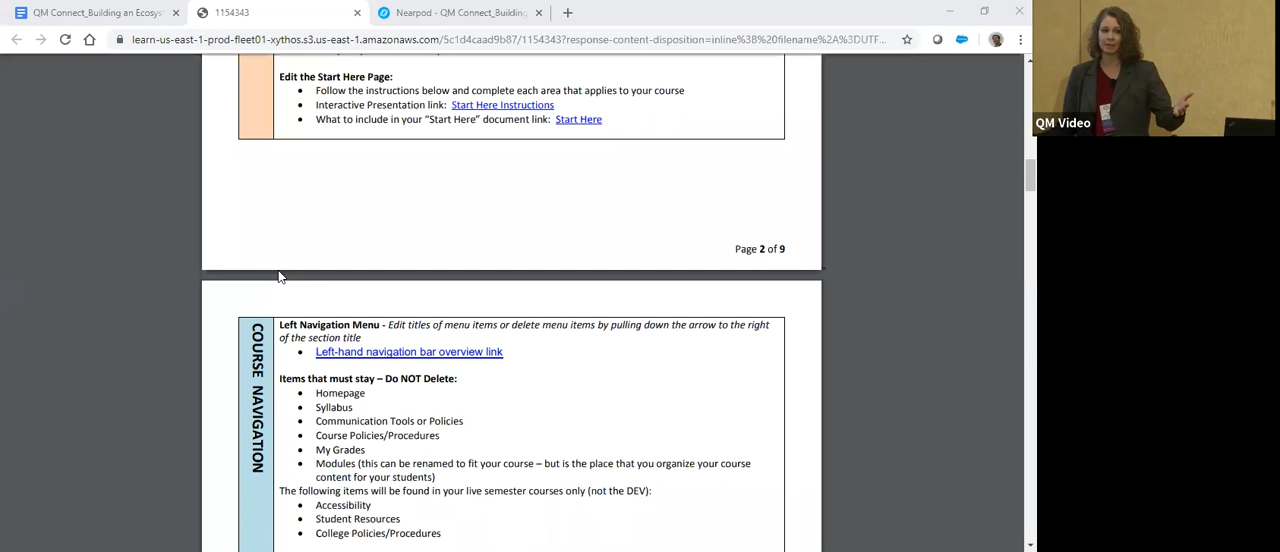 QM Connect_Building an Ecosys
1154343
Nearpod - QM Connect_Building
learn-us-east-1-prod-fleet01-xythos.s3.us-east-1.amazonaws.com/5c1d4caad9b87/1154343?response-content-disposition=inline%3B%20filename%2A%3DUTF...
Edit the Start Here Page:
• Follow the instructions below and complete each area that applies to your course
• Interactive Presentation link: Start Here Instructions
• What to include in your “Start Here” document link: Start Here
Page 2 of 9
COURSE NAVIGATION
Left Navigation Menu - Edit titles of menu items or delete menu items by pulling down the arrow to the right
of the section title
• Left-hand navigation bar overview link
Items that must stay – Do NOT Delete:
• Homepage
• Syllabus
• Communication Tools or Policies
• Course Policies/Procedures
• My Grades
• Modules (this can be renamed to fit your course – but is the place that you organize your course
content for your students)
The following items will be found in your live semester courses only (not the DEV):
• Accessibility
• Student Resources
• College Policies/Procedures
QM Video